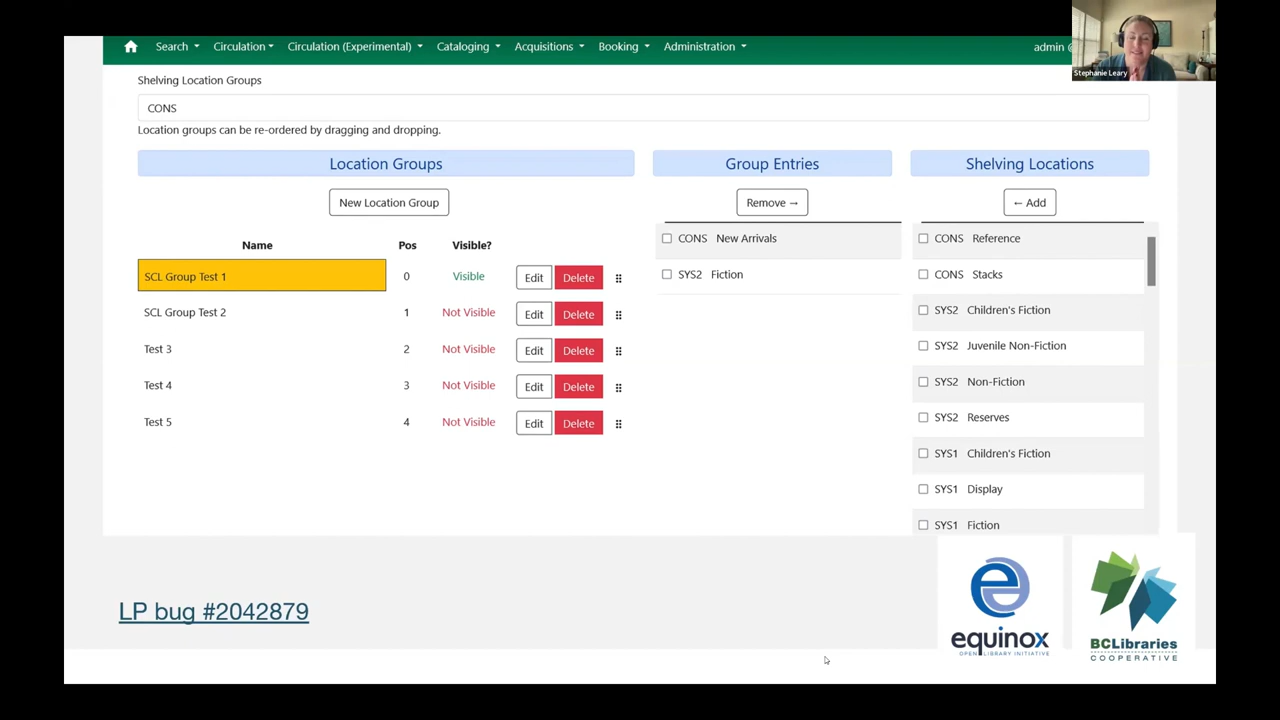 Search Circulation Circulation (Experimental) Cataloging Acquisitions Booking Administration admin @
Stephanie Leary
Shelving Location Groups
CONS
Location groups can be re-ordered by dragging and dropping.
Location Groups Group Entries Shelving Locations
New Location Group Remove → ← Add
Name Pos Visible?
CONS New Arrivals CONS Reference
SCL Group Test 1 0 Visible Edit Delete SYS2 Fiction CONS Stacks
SCL Group Test 2 1 Not Visible Edit Delete SYS2 Children's Fiction
Test 3 2 Not Visible Edit Delete SYS2 Juvenile Non-Fiction
Test 4 3 Not Visible Edit Delete SYS2 Non-Fiction
Test 5 4 Not Visible Edit Delete SYS2 Reserves
SYS1 Children's Fiction
SYS1 Display
SYS1 Fiction
LP bug #2042879
equinox
OPEN LIBRARY INITIATIVE
BCLibraries
COOPERATIVE